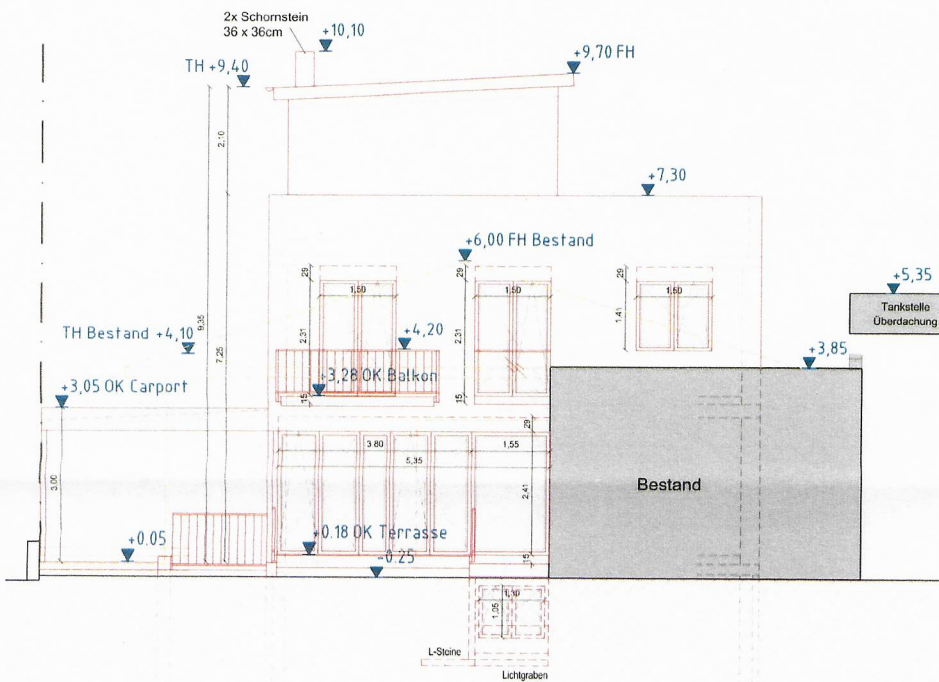 2x Schornstein
36 x 36cm
+10,10
+9,70 FH
TH +9,40
2,10
+7,30
+6,00 FH Bestand
29
29
29
1,50
1,50
1,50
+5,35
Tankstelle
Überdachung
9,35
7,25
2,31
2,31
1,41
TH Bestand +4,10
+4,20
+3,85
+3,28 OK Balkon
+3,05 OK Carport
15
15
29
3.80
1,55
5,35
3,00
2,41
Bestand
+0.18 OK Terrasse
+0.05
-0.25
15
1,30
1,05
L-Steine
Lichtgraben